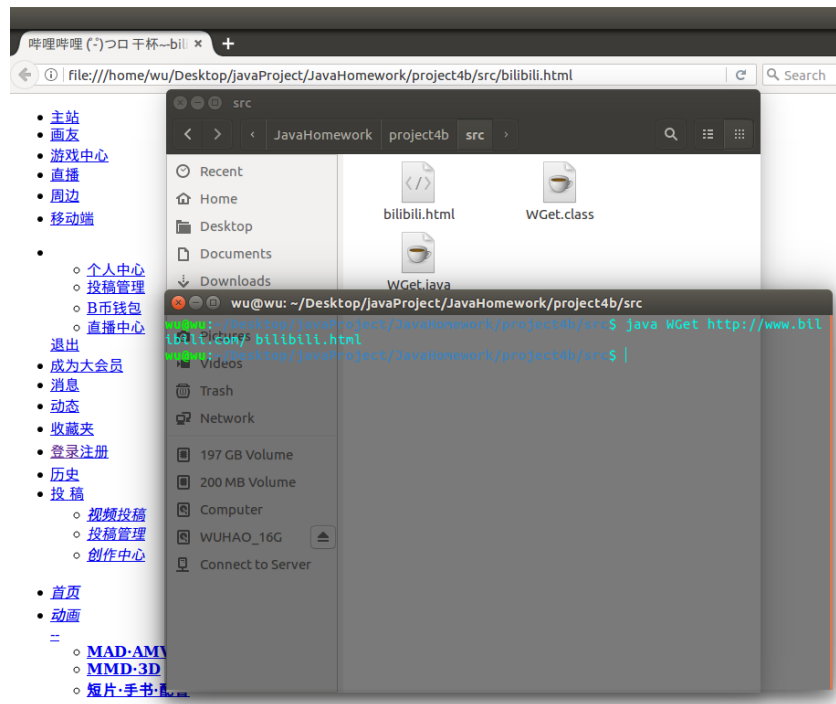 哔哩哔哩 (゜-゜)つロ 干杯~-bili
file:///home/wu/Desktop/javaProject/JavaHomework/project4b/src/bilibili.html
Search
主站
画友
游戏中心
直播
周边
移动端
个人中心
投稿管理
B币钱包
直播中心
退出
成为大会员
消息
动态
收藏夹
登录注册
历史
投 稿
视频投稿
投稿管理
创作中心
首页
动画
--
MAD·AMV
MMD·3D
短片·手书·配音
src
JavaHomework project4b src
Recent
Home
Desktop
Documents
Downloads
Pictures
Videos
Trash
Network
197 GB Volume
200 MB Volume
Computer
WUHAO_16G
Connect to Server
bilibili.html WGet.class
WGet.java
wu@wu: ~/Desktop/javaProject/JavaHomework/project4b/src
wu@wu:~/Desktop/javaProject/JavaHomework/project4b/src$ java WGet http://www.bil
ibili.com/ bilibili.html
wu@wu:~/Desktop/javaProject/JavaHomework/project4b/src$